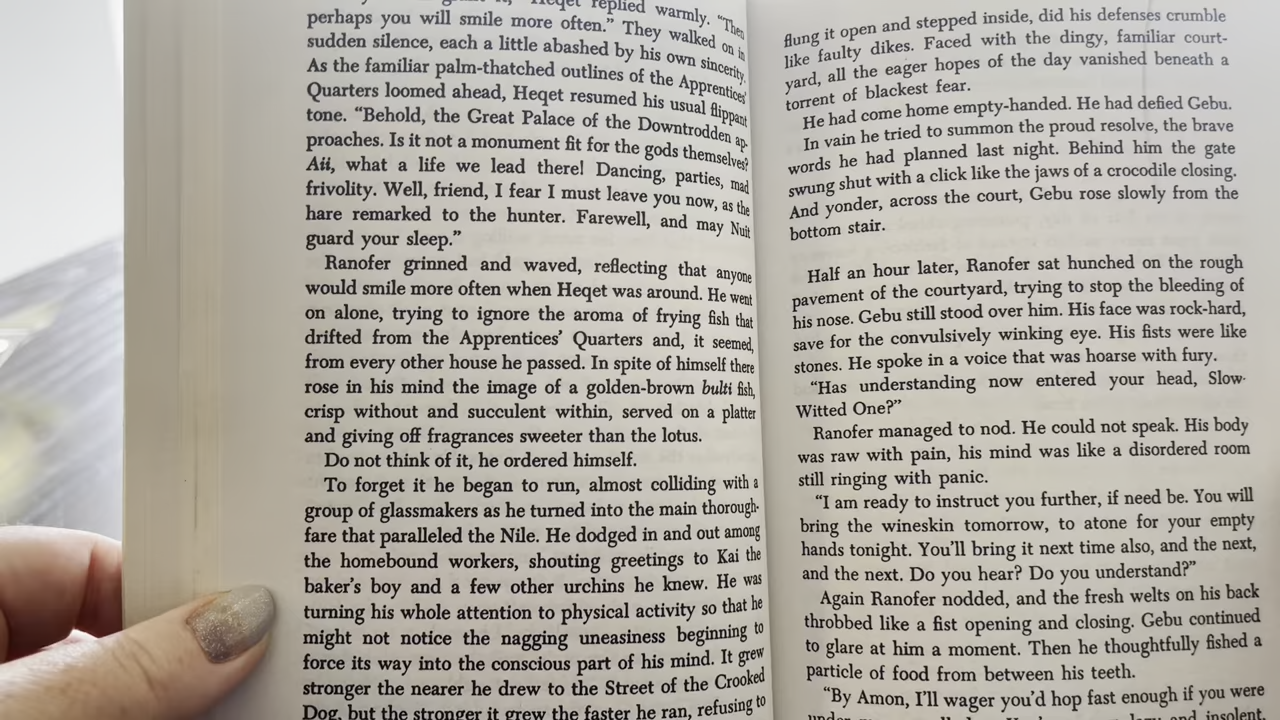 Heqet replied warmly. “Then
perhaps you will smile more often.” They walked on in
sudden silence, each a little abashed by his own sincerity.
As the familiar palm-thatched outlines of the Apprentices’
Quarters loomed ahead, Heqet resumed his usual flippant
tone. “Behold, the Great Palace of the Downtrodden ap-
proaches. Is it not a monument fit for the gods themselves?
Aii, what a life we lead there! Dancing, parties, mad
frivolity. Well, friend, I fear I must leave you now, as the
hare remarked to the hunter. Farewell, and may Nuit
guard your sleep.”
Ranofer grinned and waved, reflecting that anyone
would smile more often when Heqet was around. He went
on alone, trying to ignore the aroma of frying fish that
drifted from the Apprentices’ Quarters and, it seemed,
from every other house he passed. In spite of himself there
rose in his mind the image of a golden-brown bulti fish,
crisp without and succulent within, served on a platter
and giving off fragrances sweeter than the lotus.
Do not think of it, he ordered himself.
To forget it he began to run, almost colliding with a
group of glassmakers as he turned into the main thorough-
fare that paralleled the Nile. He dodged in and out among
the homebound workers, shouting greetings to Kai the
baker’s boy and a few other urchins he knew. He was
turning his whole attention to physical activity so that he
might not notice the nagging uneasiness beginning to
force its way into the conscious part of his mind. It grew
stronger the nearer he drew to the Street of the Crooked
Dog, but the stronger it grew the faster he ran, refusing to
flung it open and stepped inside, did his defenses crumble
like faulty dikes. Faced with the dingy, familiar court-
yard, all the eager hopes of the day vanished beneath a
torrent of blackest fear.
He had come home empty-handed. He had defied Gebu.
In vain he tried to summon the proud resolve, the brave
words he had planned last night. Behind him the gate
swung shut with a click like the jaws of a crocodile closing.
And yonder, across the court, Gebu rose slowly from the
bottom stair.
Half an hour later, Ranofer sat hunched on the rough
pavement of the courtyard, trying to stop the bleeding of
his nose. Gebu still stood over him. His face was rock-hard,
save for the convulsively winking eye. His fists were like
stones. He spoke in a voice that was hoarse with fury.
“Has understanding now entered your head, Slow-
Witted One?”
Ranofer managed to nod. He could not speak. His body
was raw with pain, his mind was like a disordered room
still ringing with panic.
“I am ready to instruct you further, if need be. You will
bring the wineskin tomorrow, to atone for your empty
hands tonight. You’ll bring it next time also, and the next,
and the next. Do you hear? Do you understand?”
Again Ranofer nodded, and the fresh welts on his back
throbbed like a fist opening and closing. Gebu continued
to glare at him a moment. Then he thoughtfully fished a
particle of food from between his teeth.
“By Amon, I’ll wager you’d hop fast enough if you were
insolent,